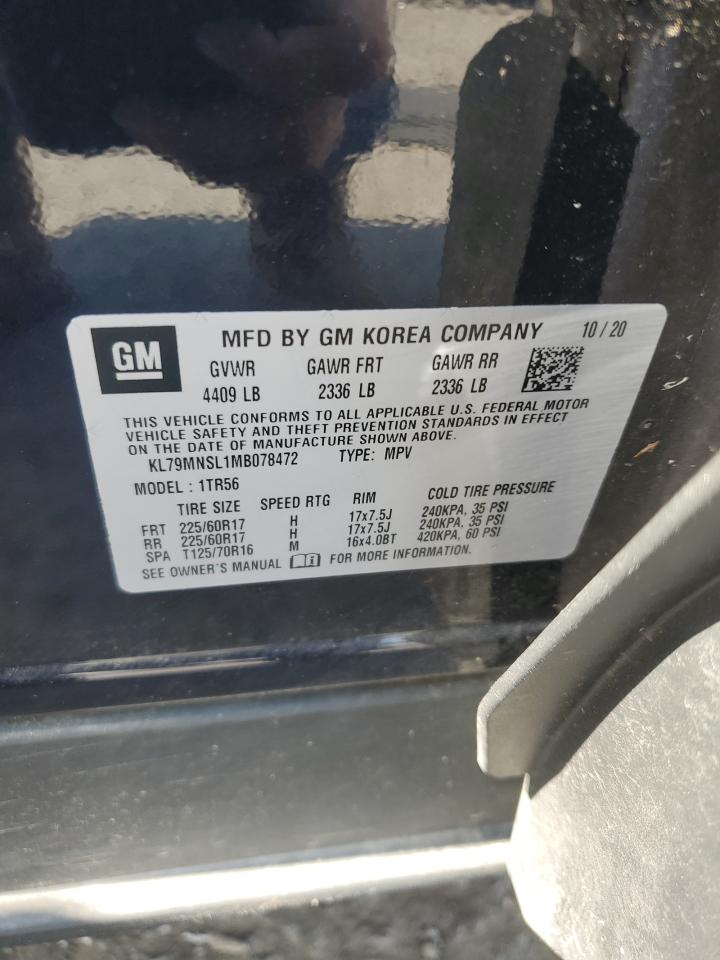 GM MFD BY GM KOREA COMPANY 10 / 20
GVWR GAWR FRT GAWR RR
4409 LB 2336 LB 2336 LB
THIS VEHICLE CONFORMS TO ALL APPLICABLE U.S. FEDERAL MOTOR
VEHICLE SAFETY AND THEFT PREVENTION STANDARDS IN EFFECT
ON THE DATE OF MANUFACTURE SHOWN ABOVE.
KL79MNSL1MB078472 TYPE: MPV
MODEL : 1TR56
TIRE SIZE SPEED RTG RIM COLD TIRE PRESSURE
FRT 225/60R17 H 17x7.5J 240KPA, 35 PSI
RR 225/60R17 H 17x7.5J 240KPA, 35 PSI
SPA T125/70R16 M 16x4.0BT 420KPA, 60 PSI
SEE OWNER'S MANUAL FOR MORE INFORMATION.